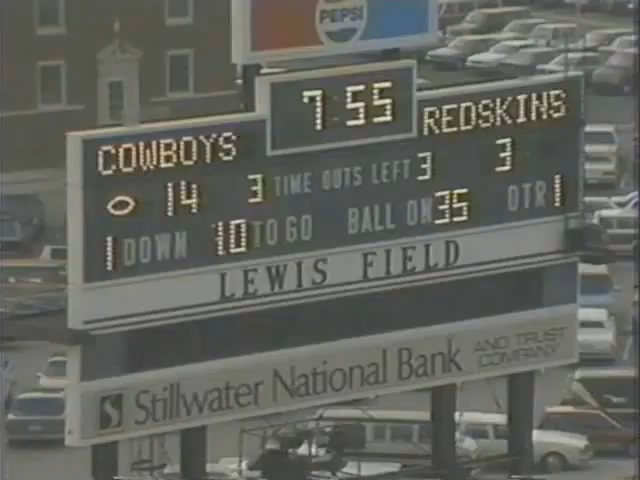 PEPSI
7:55
COWBOYS REDSKINS
14 3 TIME OUTS LEFT 3 3
1 DOWN 10 TO GO BALL ON 35 QTR 1
LEWIS FIELD
Stillwater National Bank AND TRUST
COMPANY